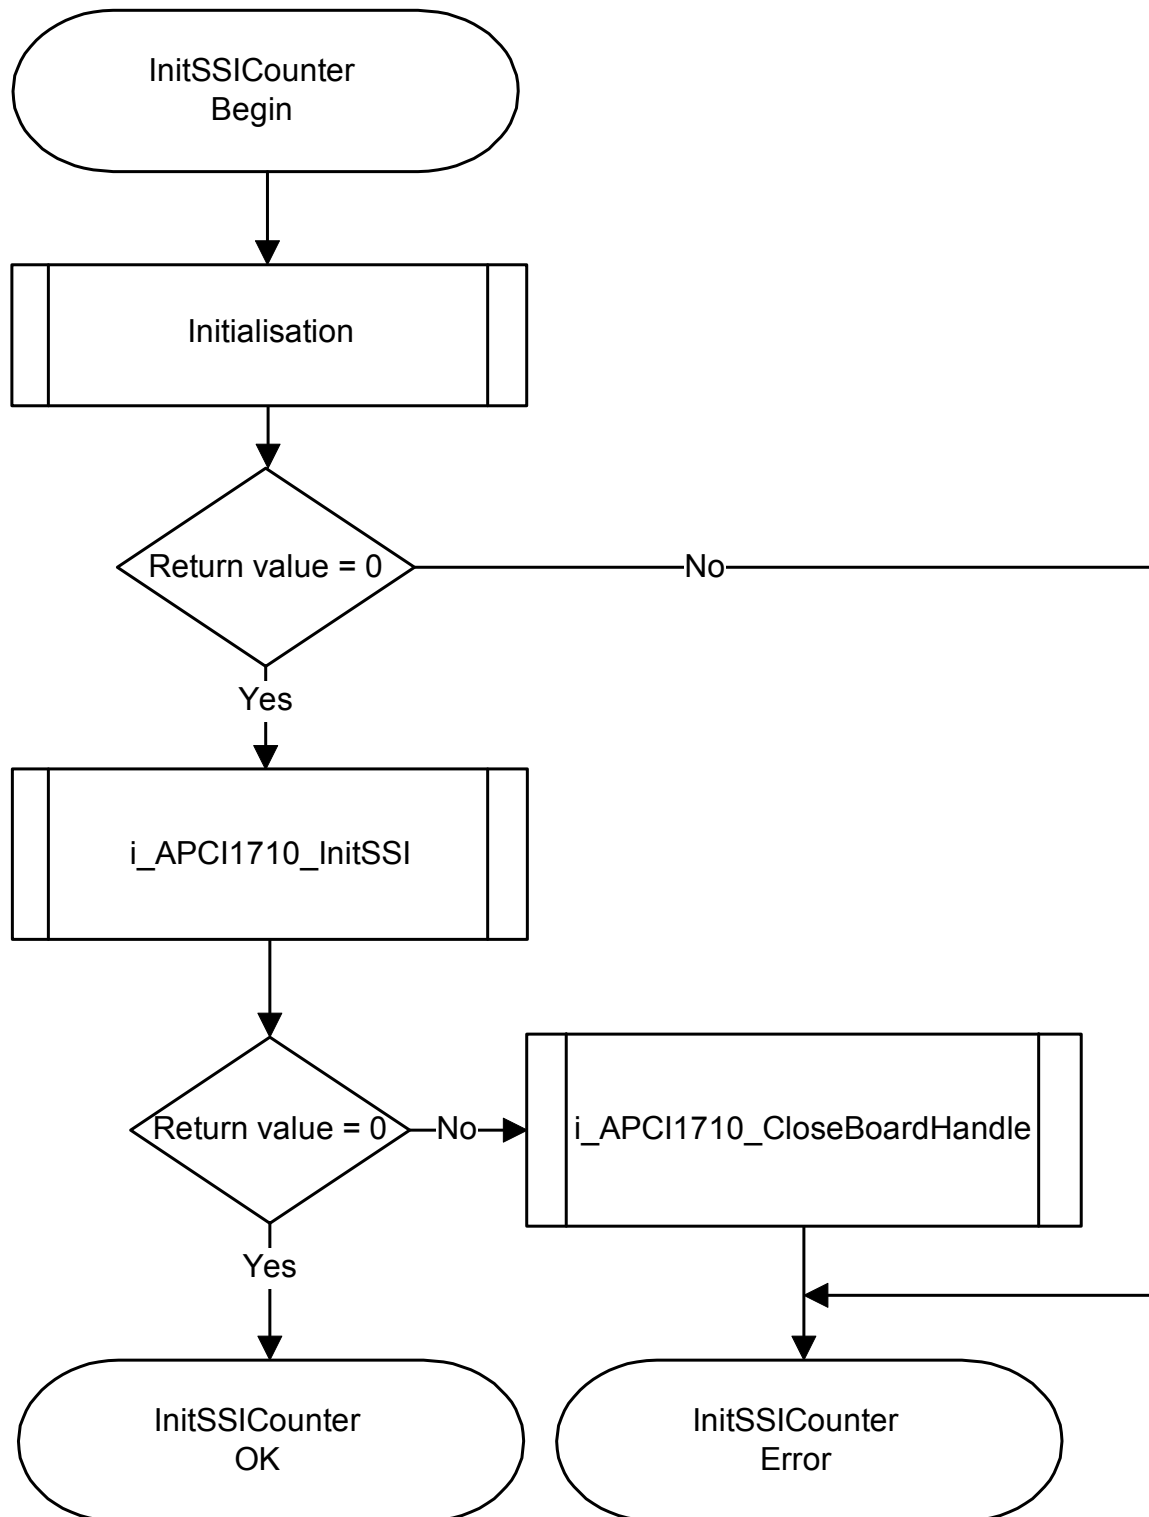 InitSSICounter
Begin
Initialisation
Return value = 0
No
Yes
i_APCI1710_InitSSI
Return value = 0
No
i_APCI1710_CloseBoardHandle
Yes
InitSSICounter
OK
InitSSICounter
Error